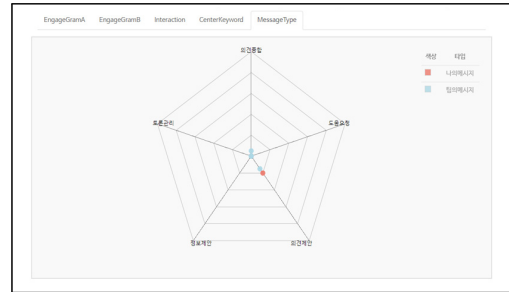 EngageGramA EngageGramB Interaction CenterKeyword MessageType
의견통합
색상 타입
나의메시지
팀의메시지
토론관리
도움요청
정보제안
의견제안